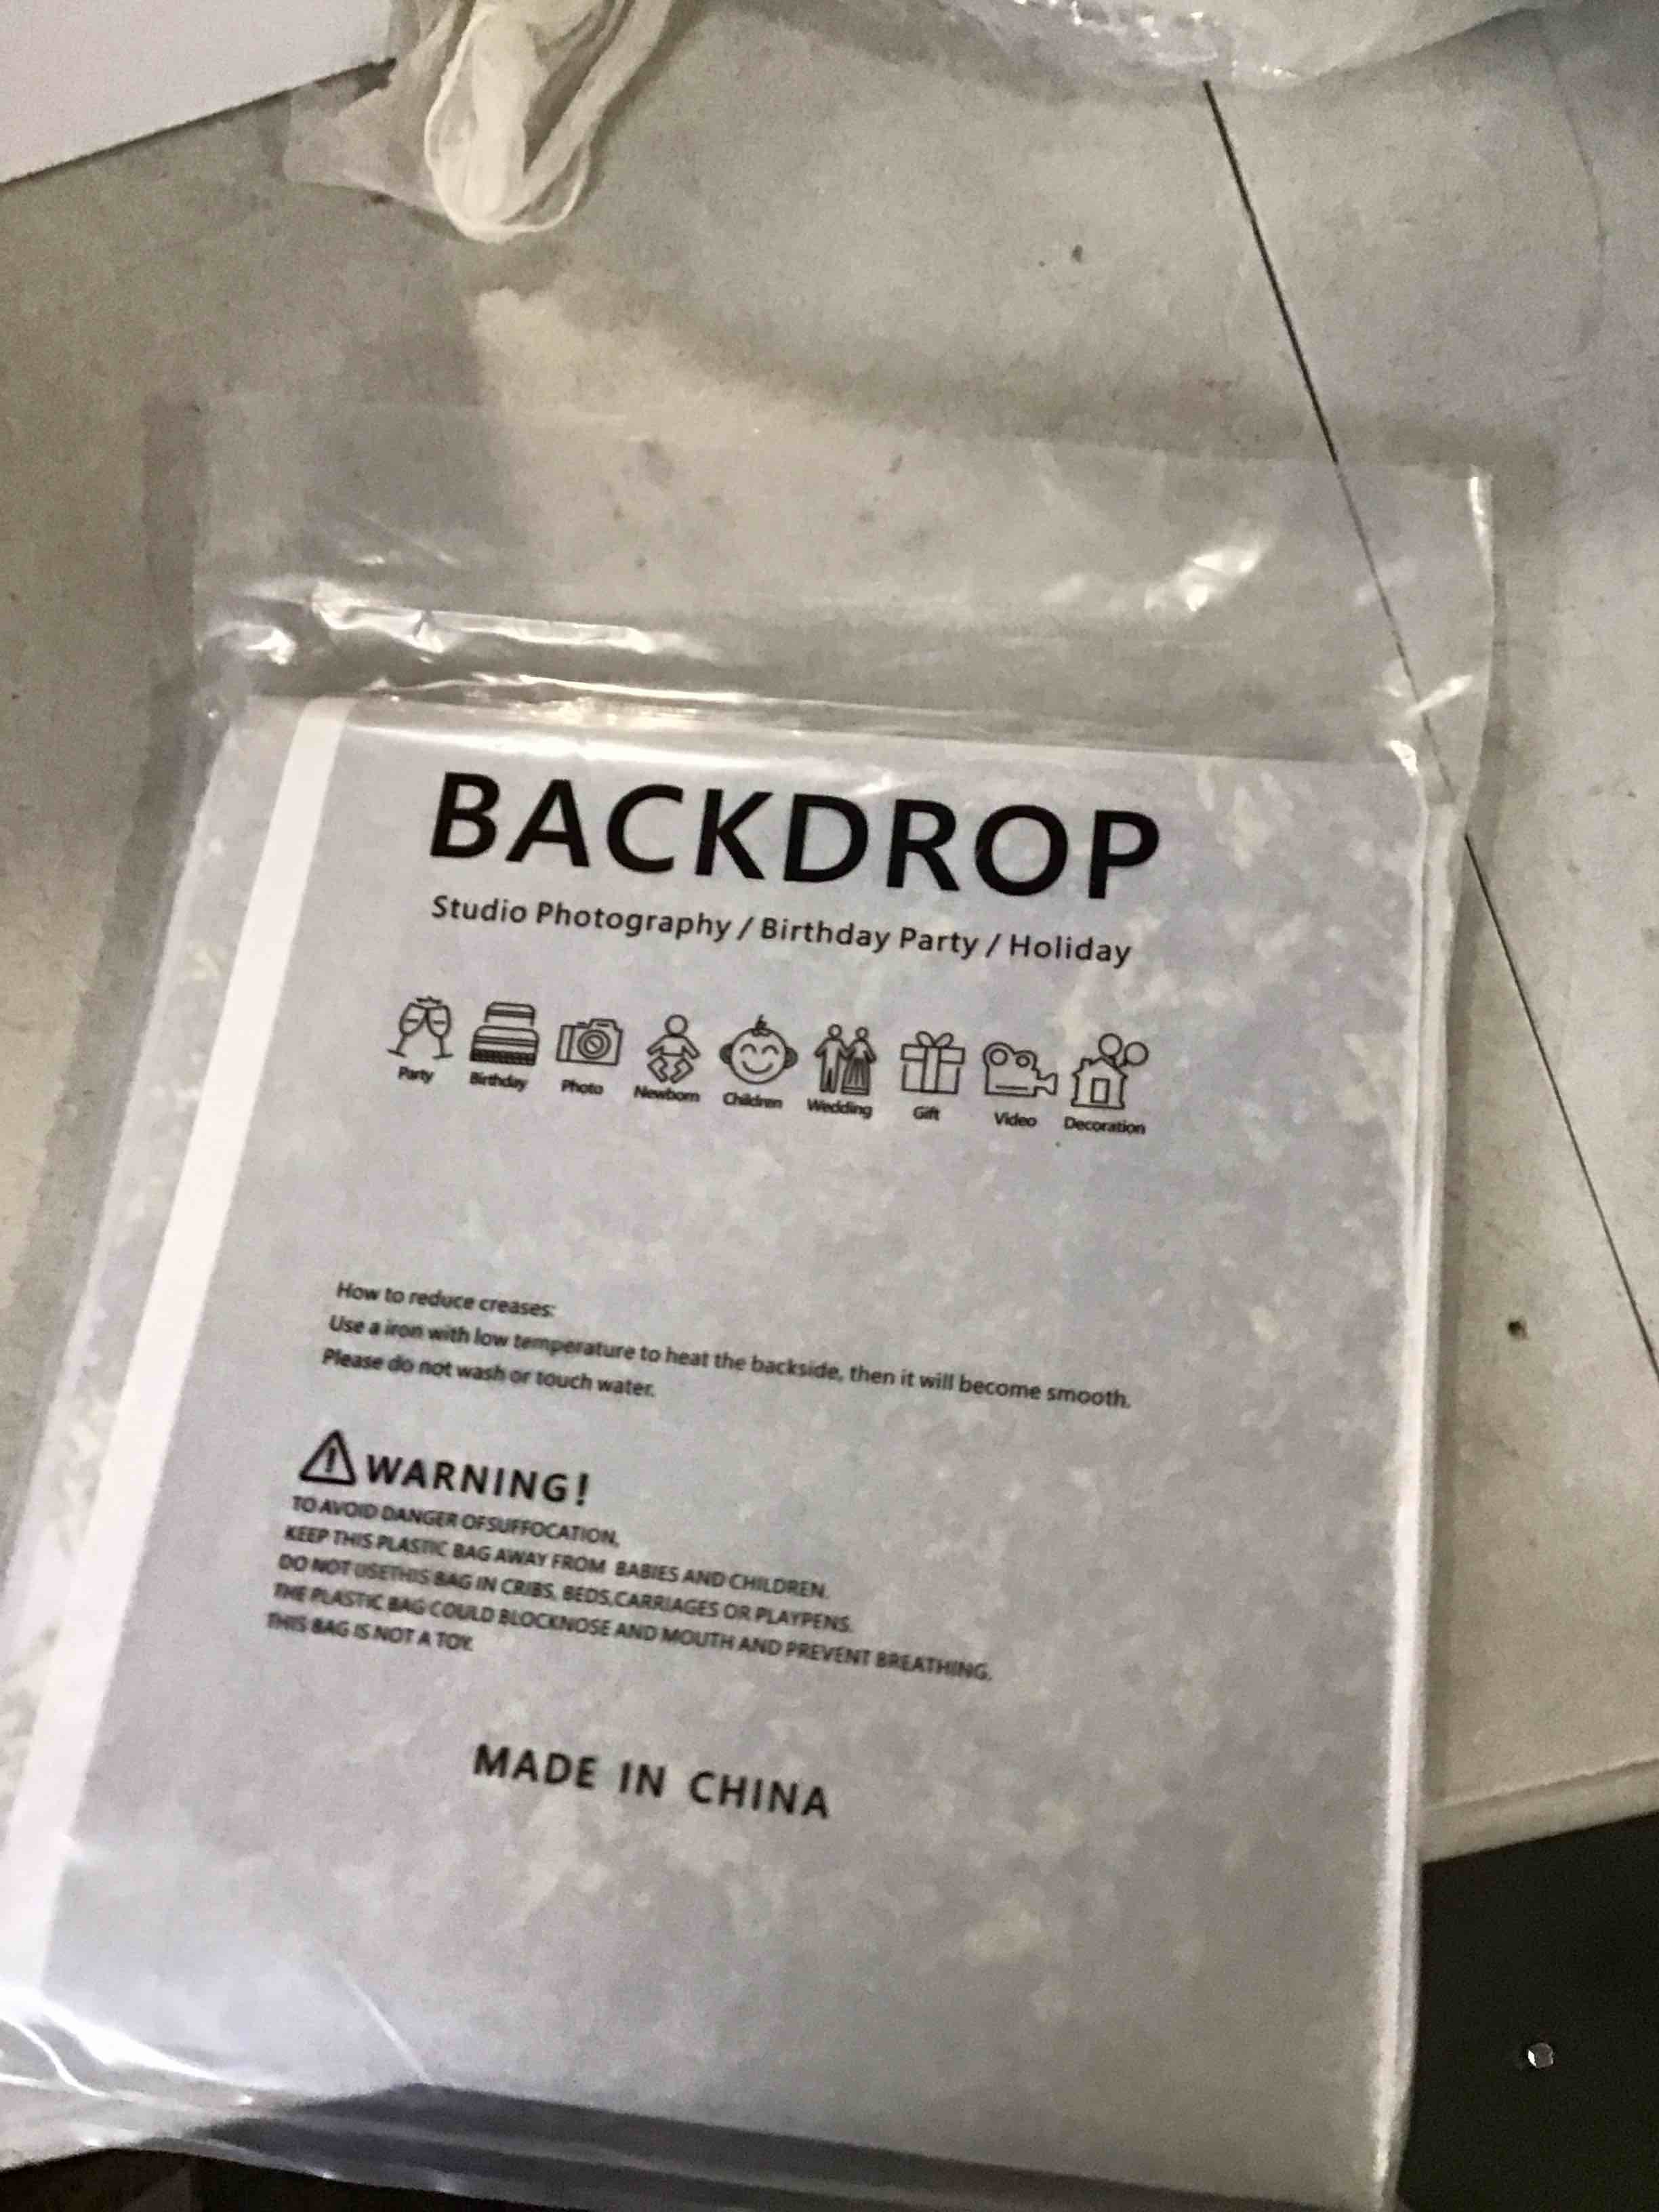 BACKDROP
Studio Photography / Birthday Party / Holiday
Party Birthday Photo Newborn Children Wedding Gift Video Decoration
How to reduce creases:
Use a iron with low temperature to heat the backside, then it will become smooth.
Please do not wash or touch water.
WARNING!
TO AVOID DANGER OFSUFFOCATION,
KEEP THIS PLASTIC BAG AWAY FROM BABIES AND CHILDREN.
DO NOT USETHIS BAG IN CRIBS, BEDS,CARRIAGES OR PLAYPENS.
THE PLASTIC BAG COULD BLOCKNOSE AND MOUTH AND PREVENT BREATHING.
THIS BAG IS NOT A TOY.
MADE IN CHINA